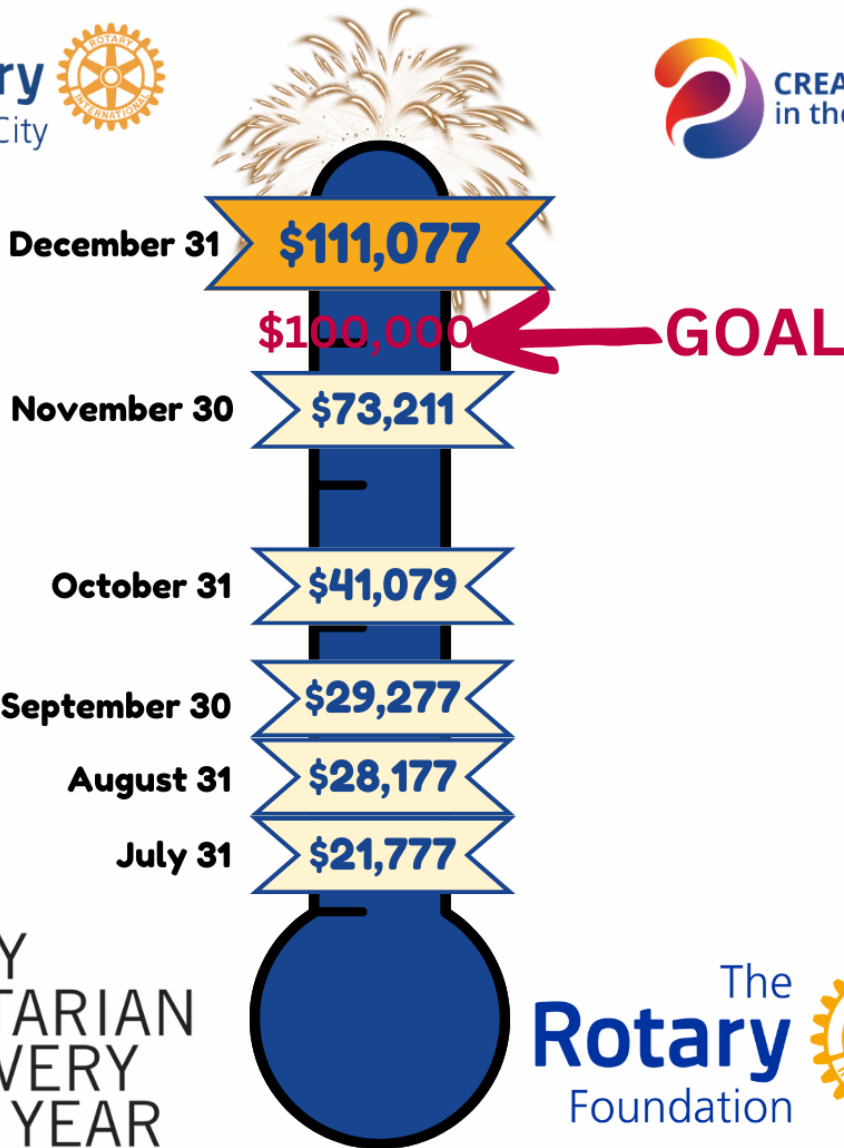 ry
ROTARY
INTERNATIONAL
City
CREA
in the
December 31
$111,077
$100,000
GOAL
November 30
$73,211
October 31
$41,079
September 30
$29,277
August 31
$28,177
July 31
$21,777
Y
TARIAN
VERY
YEAR
The
Rotary
Foundation